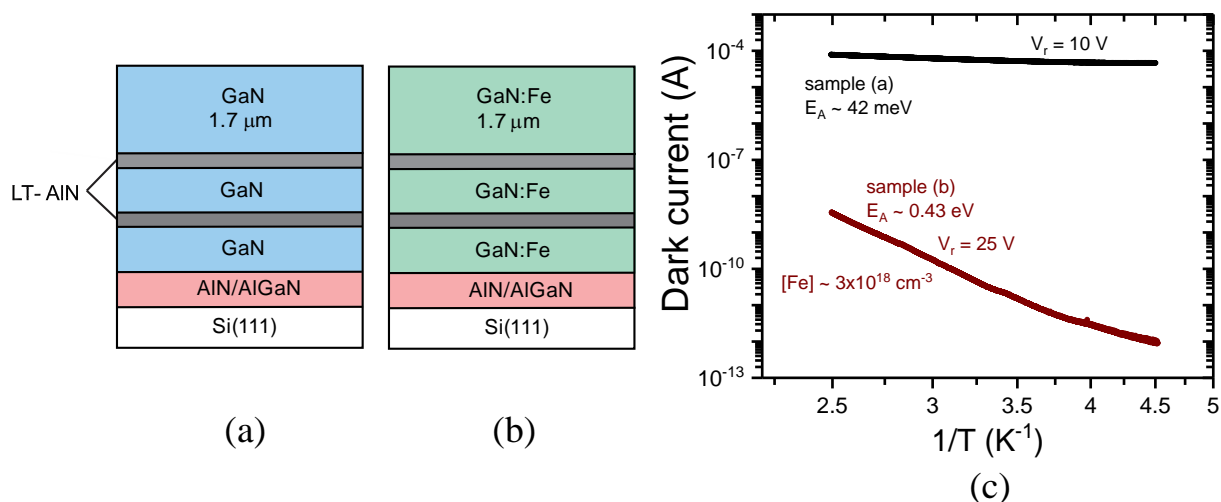 GaN
1.7 μm
LT- AlN
GaN
GaN
AlN/AlGaN
Si(111)
(a)
GaN:Fe
1.7 μm
GaN:Fe
GaN:Fe
AlN/AlGaN
Si(111)
(b)
Dark current (A)
10⁻⁴
10⁻⁷
10⁻¹⁰
10⁻¹³
V_r = 10 V
sample (a)
E_A ~ 42 meV
sample (b)
E_A ~ 0.43 eV
V_r = 25 V
[Fe] ~ 3x10¹⁸ cm⁻³
2.5 3 3.5 4 4.5 5
1/T (K⁻¹)
(c)